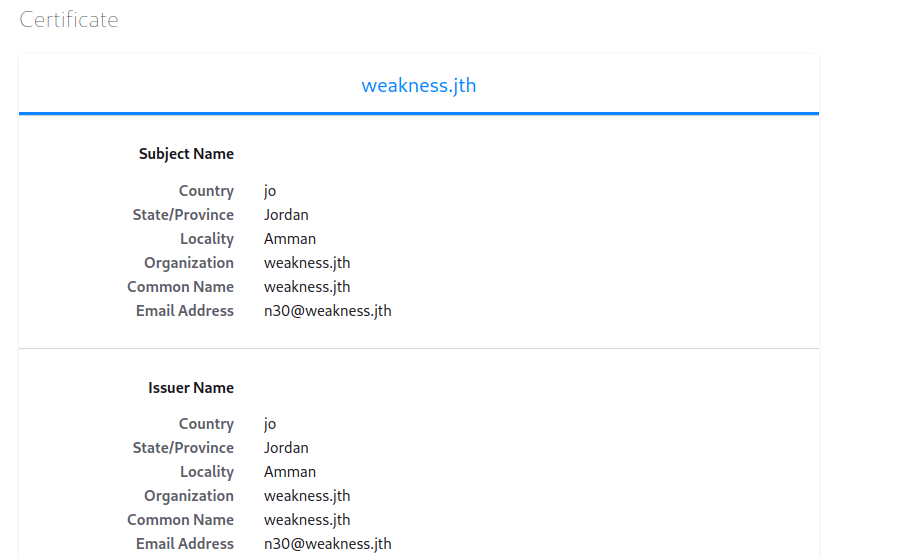 Certificate
weakness.jth
Subject Name
Country jo
State/Province Jordan
Locality Amman
Organization weakness.jth
Common Name weakness.jth
Email Address n30@weakness.jth
Issuer Name
Country jo
State/Province Jordan
Locality Amman
Organization weakness.jth
Common Name weakness.jth
Email Address n30@weakness.jth